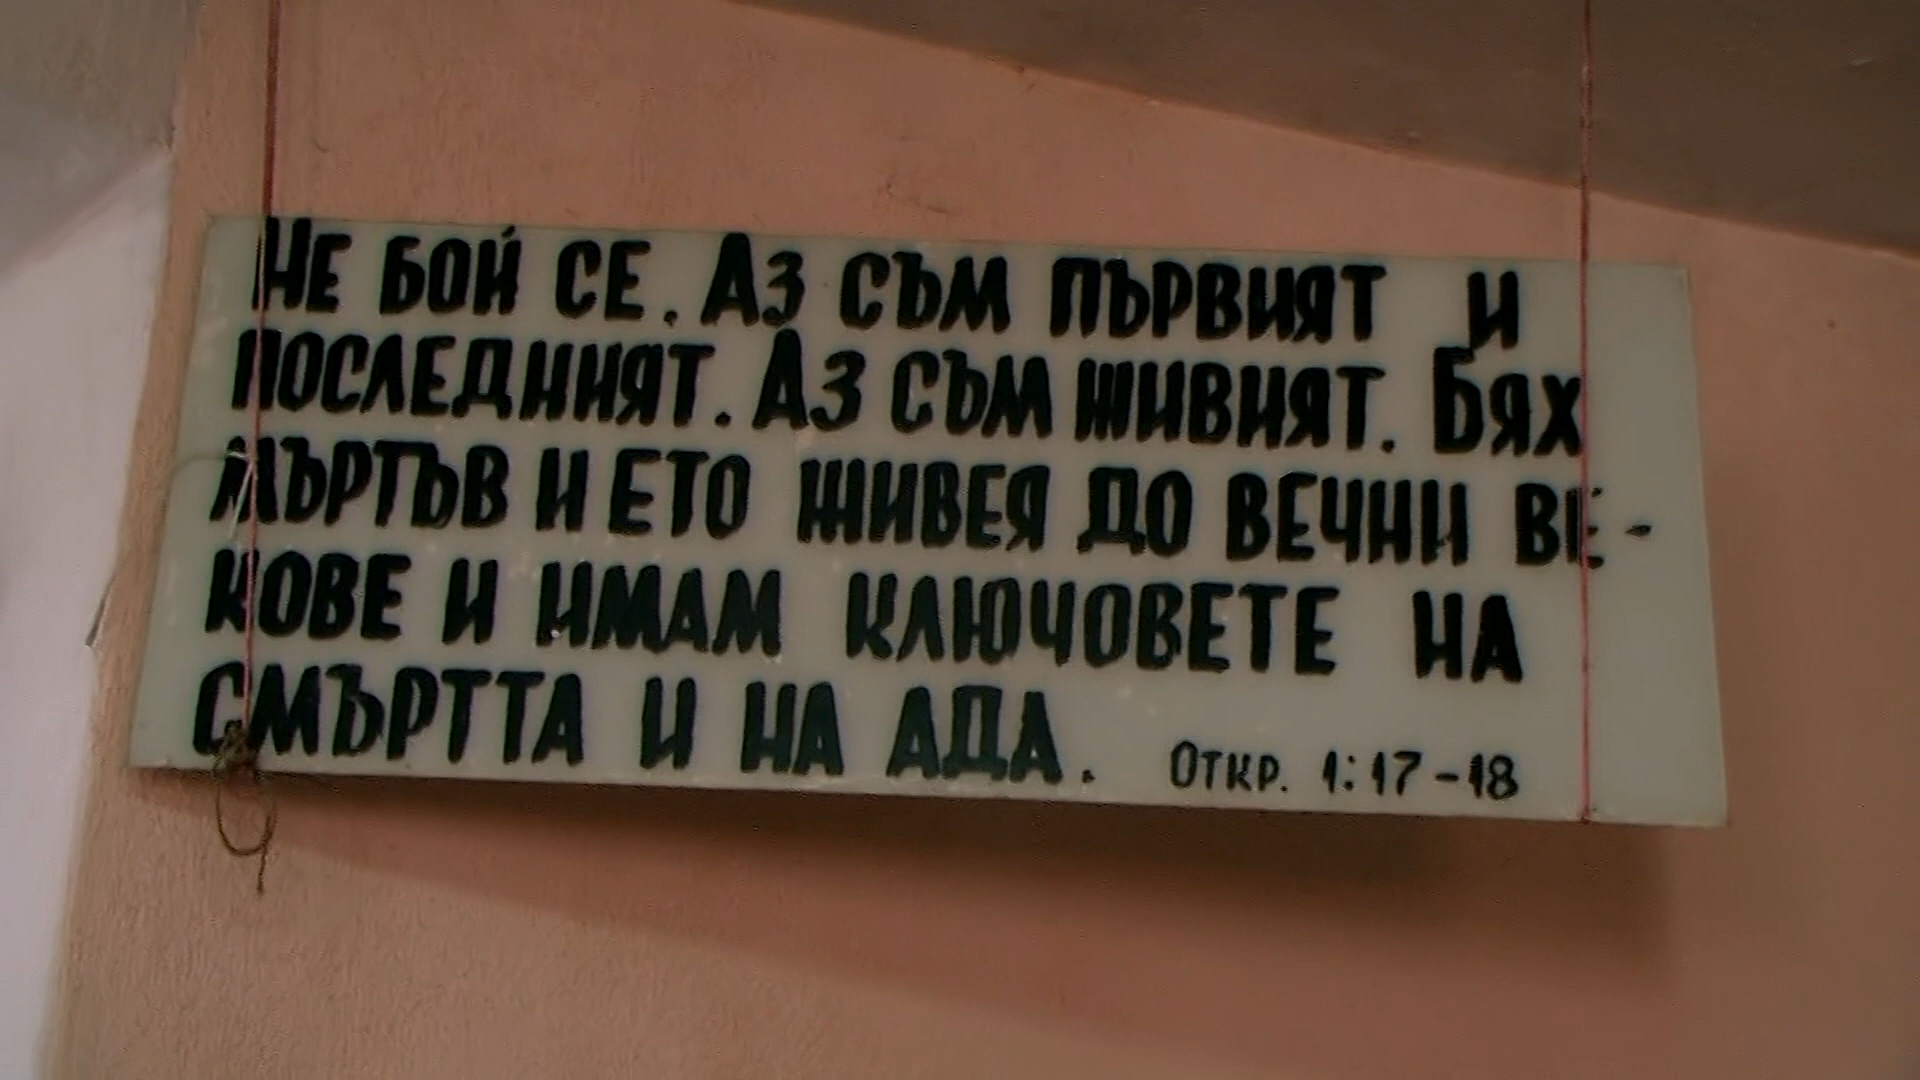 НЕ БОЙ СЕ. АЗ СЪМ ПЪРВИЯТ И
ПОСЛЕДНИЯТ. АЗ СЪМ ЖИВИЯТ. БЯХ
МЪРТЪВ И ЕТО ЖИВЕЯ ДО ВЕЧНИ ВЕ-
КОВЕ И ИМАМ КЛЮЧОВЕТЕ НА
СМЪРТТА И НА АДА. ОТКР. 1:17-18